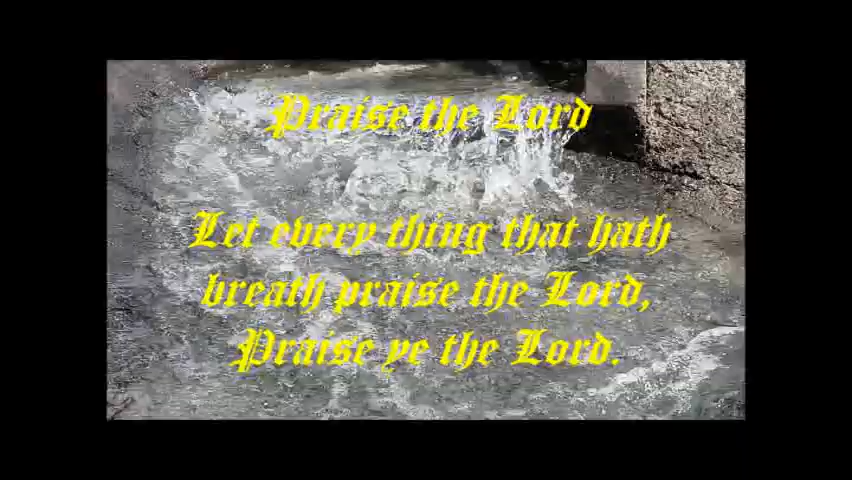 Praise the Lord
Let every thing that hath
breath praise the Lord,
Praise ye the Lord.